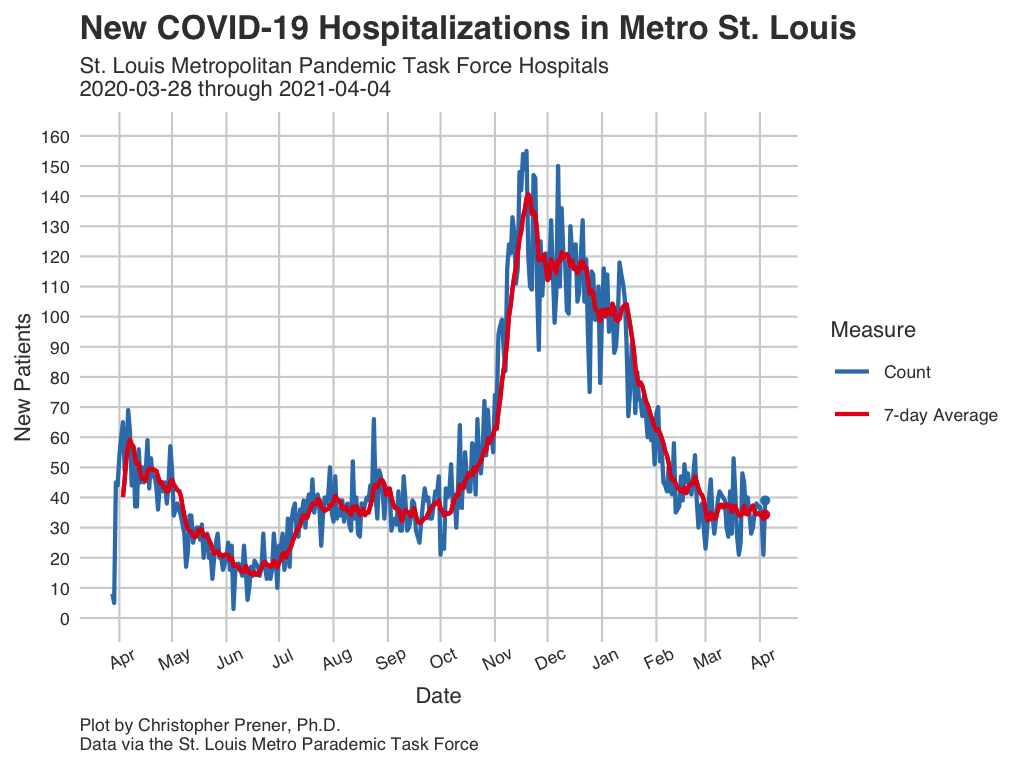 New COVID-19 Hospitalizations in Metro St. Louis
St. Louis Metropolitan Pandemic Task Force Hospitals
2020-03-28 through 2021-04-04
160
150
140
130
120
110
100
90
80
70
60
50
40
30
20
10
0
New Patients
Apr May Jun Jul Aug Sep Oct Nov Dec Jan Feb Mar Apr
Date
Measure
Count
7-day Average
Plot by Christopher Prener, Ph.D.
Data via the St. Louis Metro Parademic Task Force